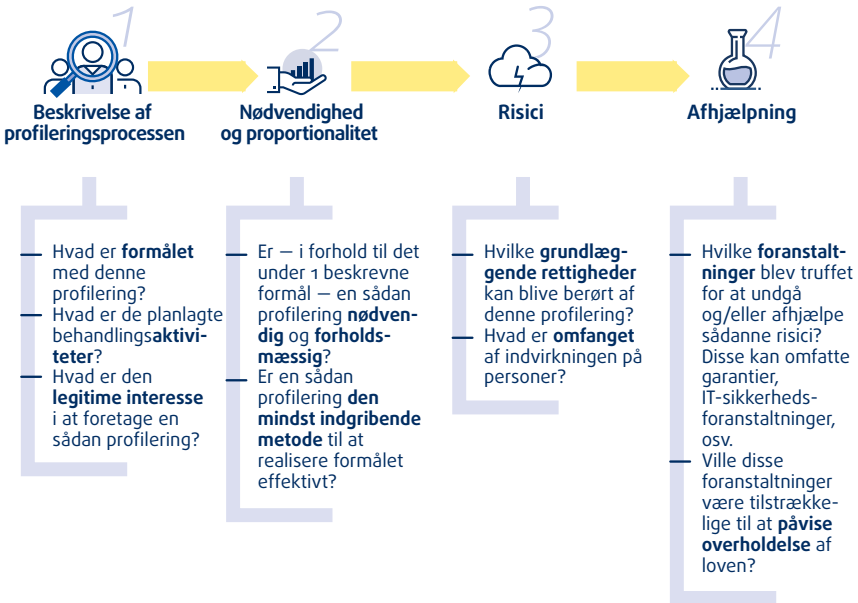 1
Beskrivelse af
profileringsprocessen
2
Nødvendighed
og proportionalitet
3
Risici
4
Afhjælpning
— Hvad er formålet
med denne
profilering?
— Hvad er de planlagte
behandlingsaktivi-
teter?
— Hvad er den
legitime interesse
i at foretage en
sådan profilering?
— Er — i forhold til det
under 1 beskrevne
formål — en sådan
profilering nødven-
dig og forholds-
mæssig?
— Er en sådan
profilering den
mindst indgribende
metode til at
realisere formålet
effektivt?
— Hvilke grundlæg-
gende rettigheder
kan blive berørt af
denne profilering?
— Hvad er omfanget
af indvirkningen på
personer?
— Hvilke foranstalt-
ninger blev truffet
for at undgå
og/eller afhjælpe
sådanne risici?
Disse kan omfatte
garantier,
IT-sikkerheds-
foranstaltninger,
osv.
— Ville disse
foranstaltninger
være tilstrække-
lige til at påvise
overholdelse af
loven?